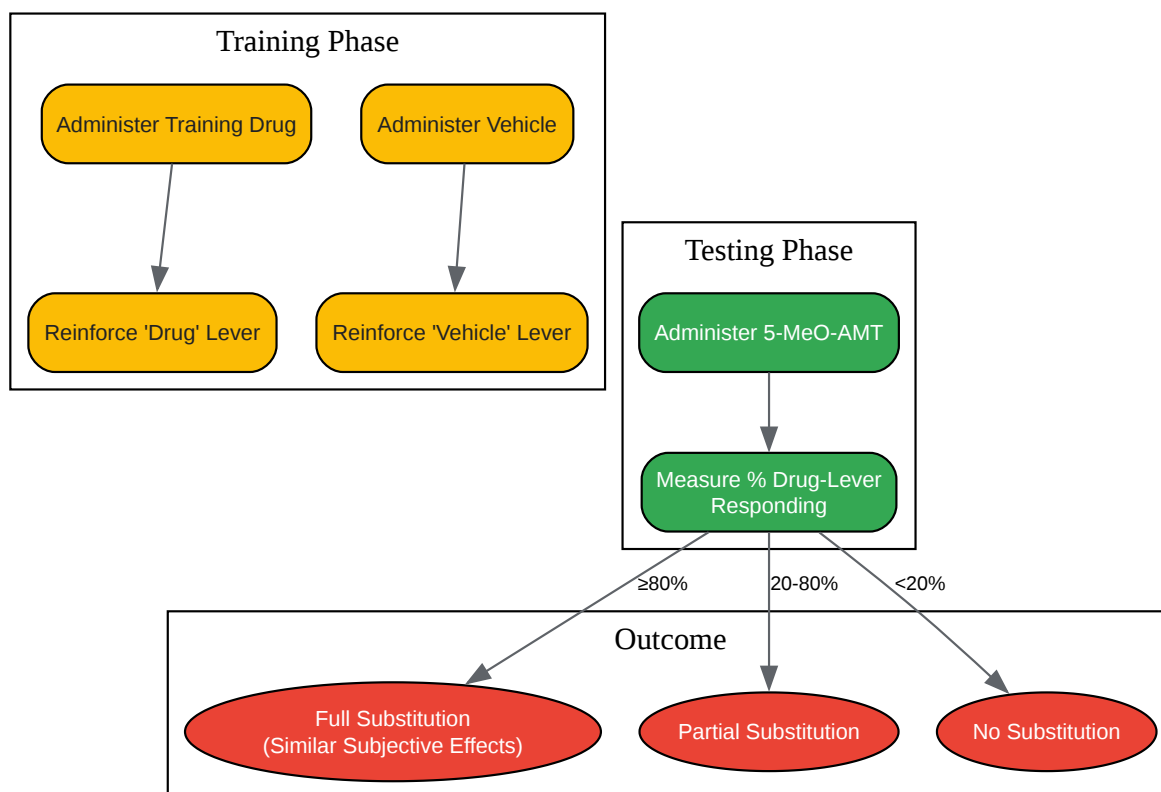 Training Phase
Administer Training Drug
Administer Vehicle
Reinforce 'Drug' Lever
Reinforce 'Vehicle' Lever
Testing Phase
Administer 5-MeO-AMT
Measure % Drug-Lever
Responding
≥80%
20-80%
<20%
Outcome
Full Substitution
(Similar Subjective Effects)
Partial Substitution
No Substitution